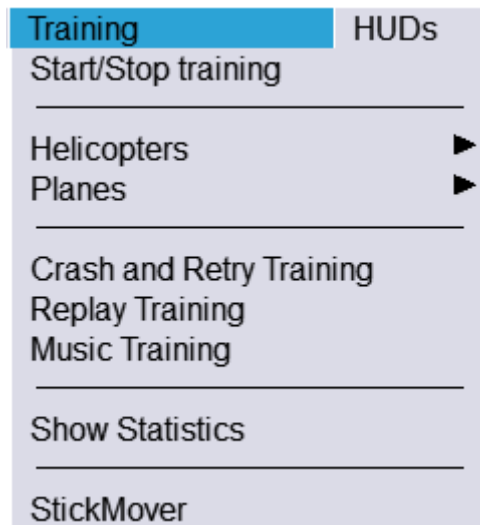 Training HUDs
Start/Stop training
Helicopters
Planes
Crash and Retry Training
Replay Training
Music Training
Show Statistics
StickMover